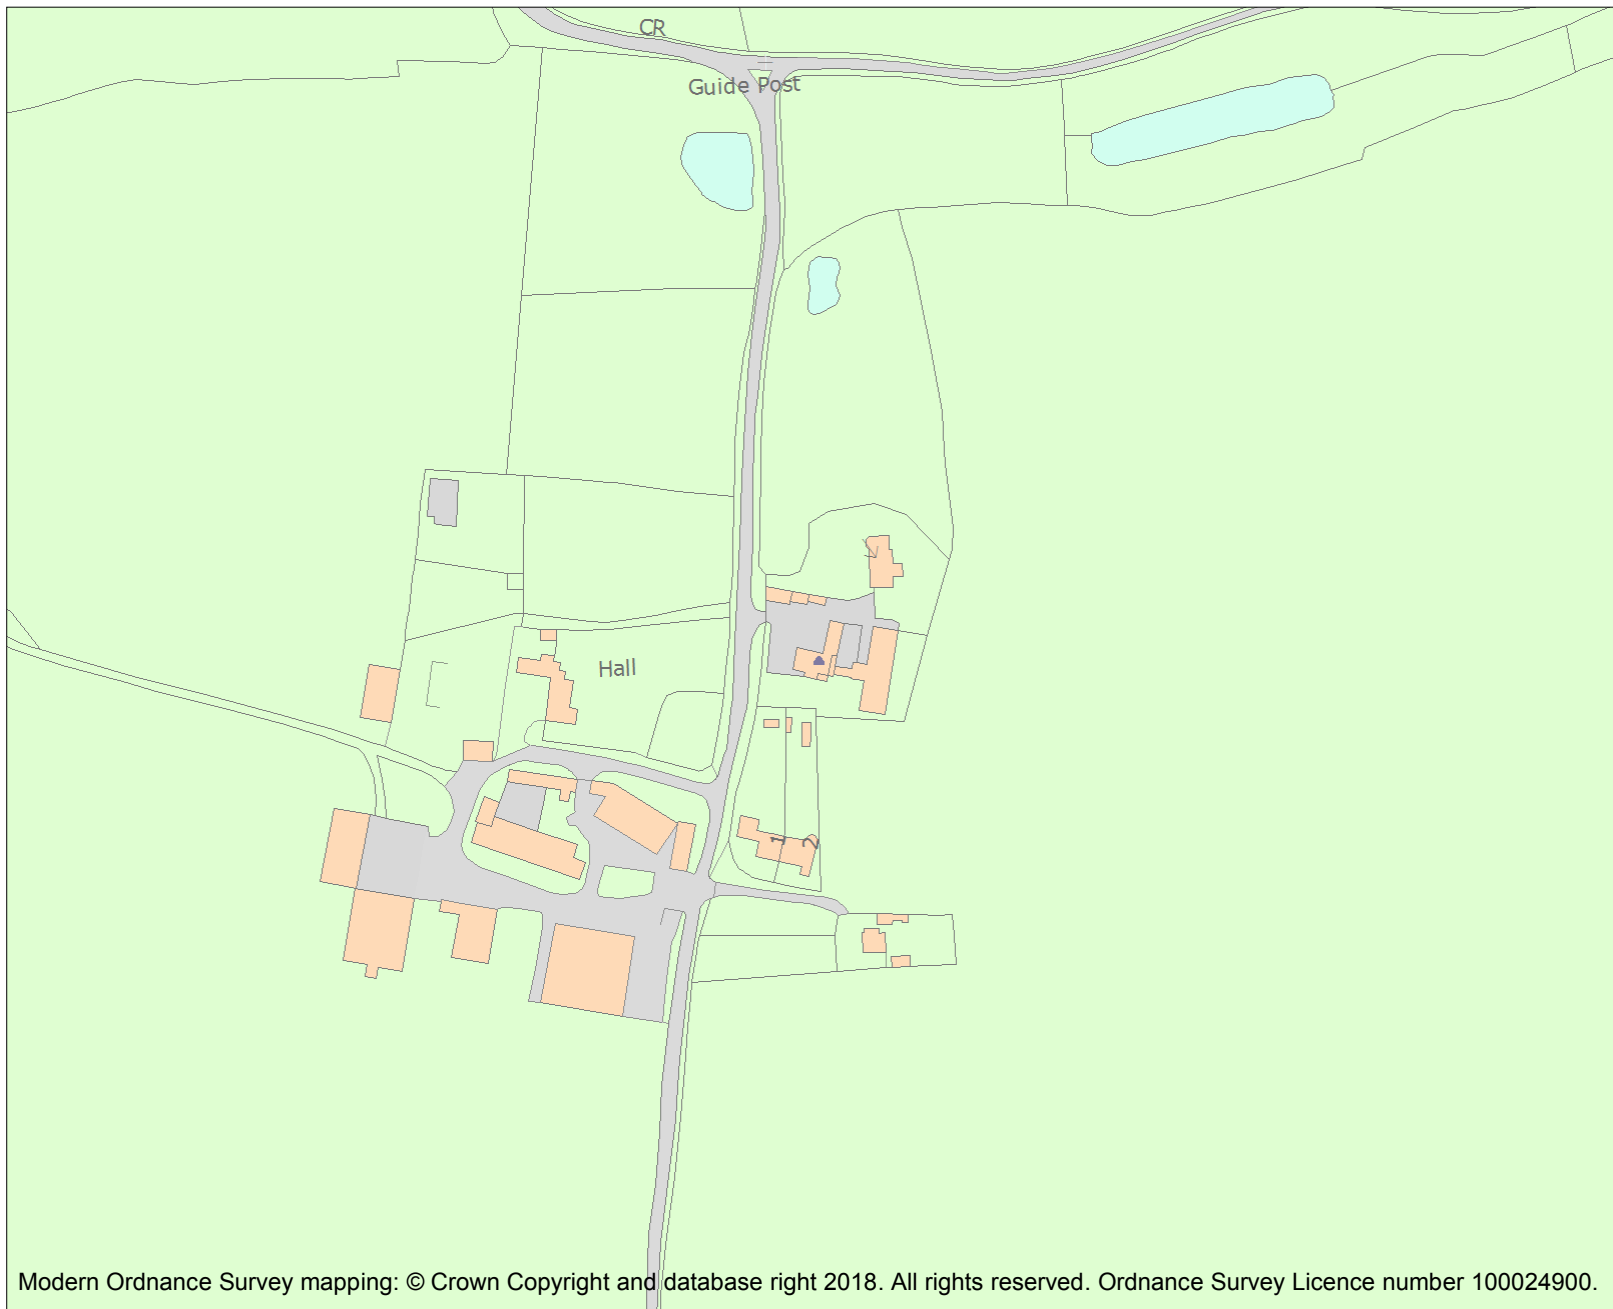 CR
Guide Post
Hall
1
2
Modern Ordnance Survey mapping: © Crown Copyright and database right 2018. All rights reserved. Ordnance Survey Licence number 100024900.